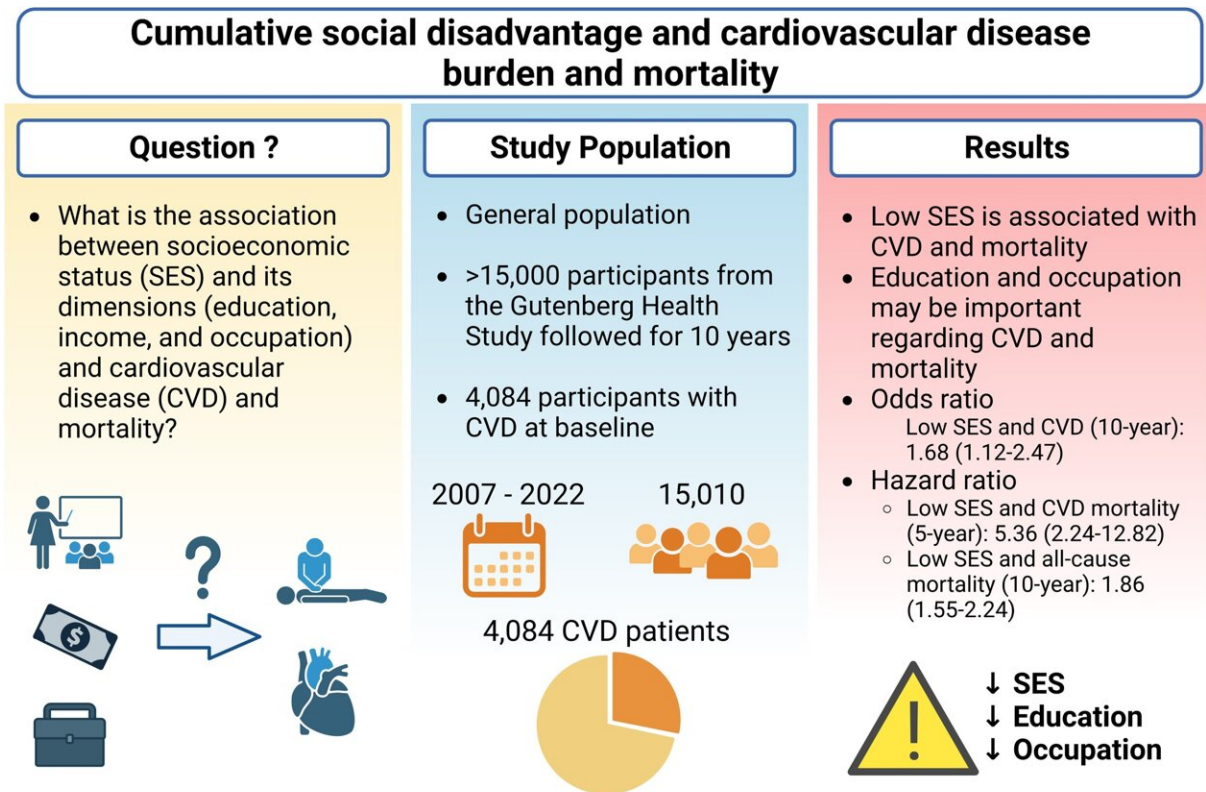 Cumulative social disadvantage and cardiovascular disease
burden and mortality
Question ?
• What is the association
between socioeconomic
status (SES) and its
dimensions (education,
income, and occupation)
and cardiovascular
disease (CVD) and
mortality?
$
?
Study Population
• General population
• >15,000 participants from
the Gutenberg Health
Study followed for 10 years
• 4,084 participants with
CVD at baseline
2007 - 2022
15,010
4,084 CVD patients
Results
• Low SES is associated with
CVD and mortality
• Education and occupation
may be important
regarding CVD and
mortality
• Odds ratio
Low SES and CVD (10-year):
1.68 (1.12-2.47)
• Hazard ratio
○ Low SES and CVD mortality
(5-year): 5.36 (2.24-12.82)
○ Low SES and all-cause
mortality (10-year): 1.86
(1.55-2.24)
!
↓ SES
↓ Education
↓ Occupation